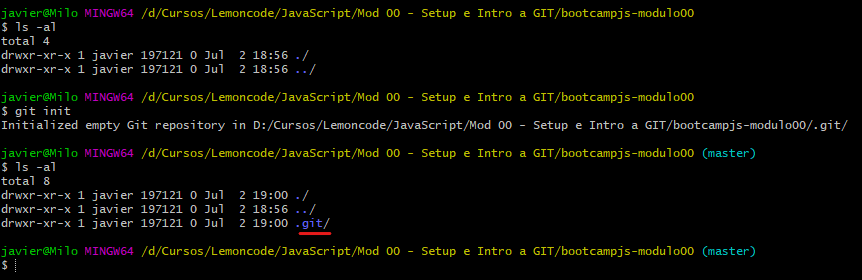 javier@Milo MINGW64 /d/Cursos/Lemoncode/JavaScript/Mod 00 - Setup e Intro a GIT/bootcampjs-modulo00
$ ls -al
total 4
drwxr-xr-x 1 javier 197121 0 Jul  2 18:56 ./
drwxr-xr-x 1 javier 197121 0 Jul  2 18:56 ../
javier@Milo MINGW64 /d/Cursos/Lemoncode/JavaScript/Mod 00 - Setup e Intro a GIT/bootcampjs-modulo00
$ git init
Initialized empty Git repository in D:/Cursos/Lemoncode/JavaScript/Mod 00 - Setup e Intro a GIT/bootcampjs-modulo00/.git/
javier@Milo MINGW64 /d/Cursos/Lemoncode/JavaScript/Mod 00 - Setup e Intro a GIT/bootcampjs-modulo00 (master)
$ ls -al
total 8
drwxr-xr-x 1 javier 197121 0 Jul  2 19:00 ./
drwxr-xr-x 1 javier 197121 0 Jul  2 18:56 ../
drwxr-xr-x 1 javier 197121 0 Jul  2 19:00 .git/
javier@Milo MINGW64 /d/Cursos/Lemoncode/JavaScript/Mod 00 - Setup e Intro a GIT/bootcampjs-modulo00 (master)
$